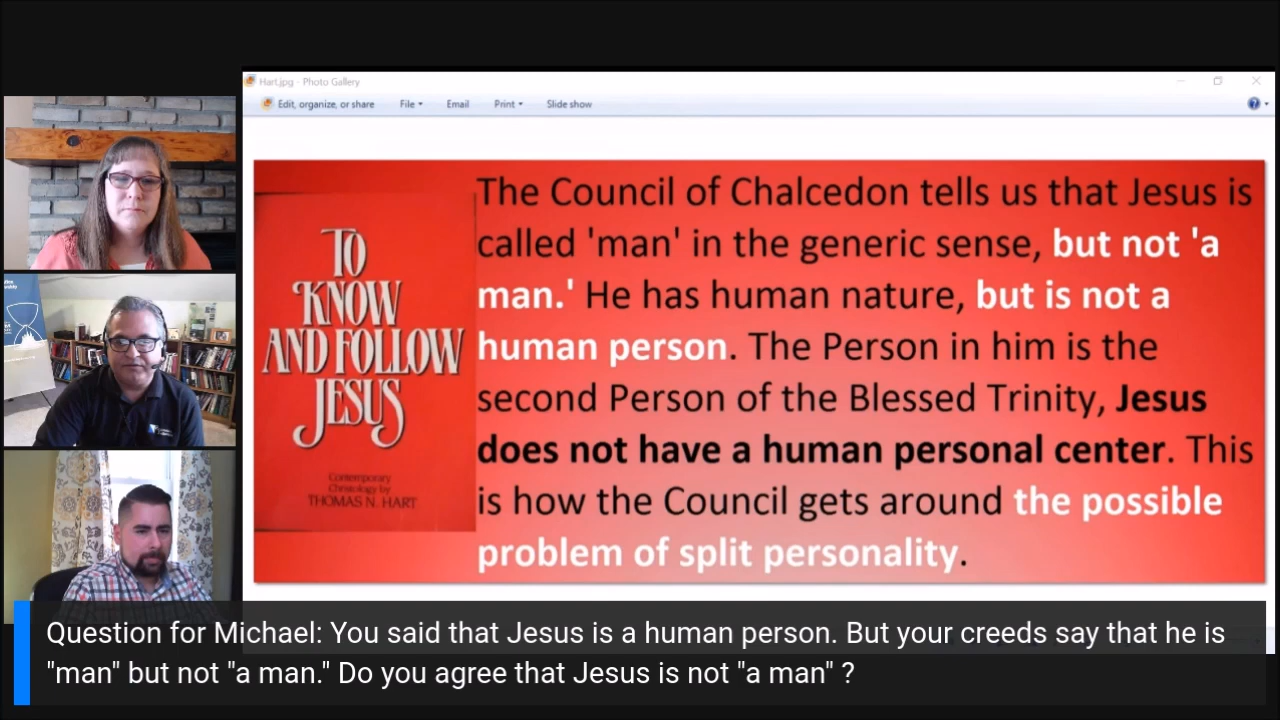 Hart.jpg - Photo Gallery
Edit, organize, or share File Email Print Slide show
TO
KNOW
AND FOLLOW
JESUS
Contemporary
Christology by
THOMAS N. HART
The Council of Chalcedon tells us that Jesus is
called 'man' in the generic sense, but not 'a
man.' He has human nature, but is not a
human person. The Person in him is the
second Person of the Blessed Trinity, Jesus
does not have a human personal center. This
is how the Council gets around the possible
problem of split personality.
Question for Michael: You said that Jesus is a human person. But your creeds say that he is
"man" but not "a man." Do you agree that Jesus is not "a man" ?